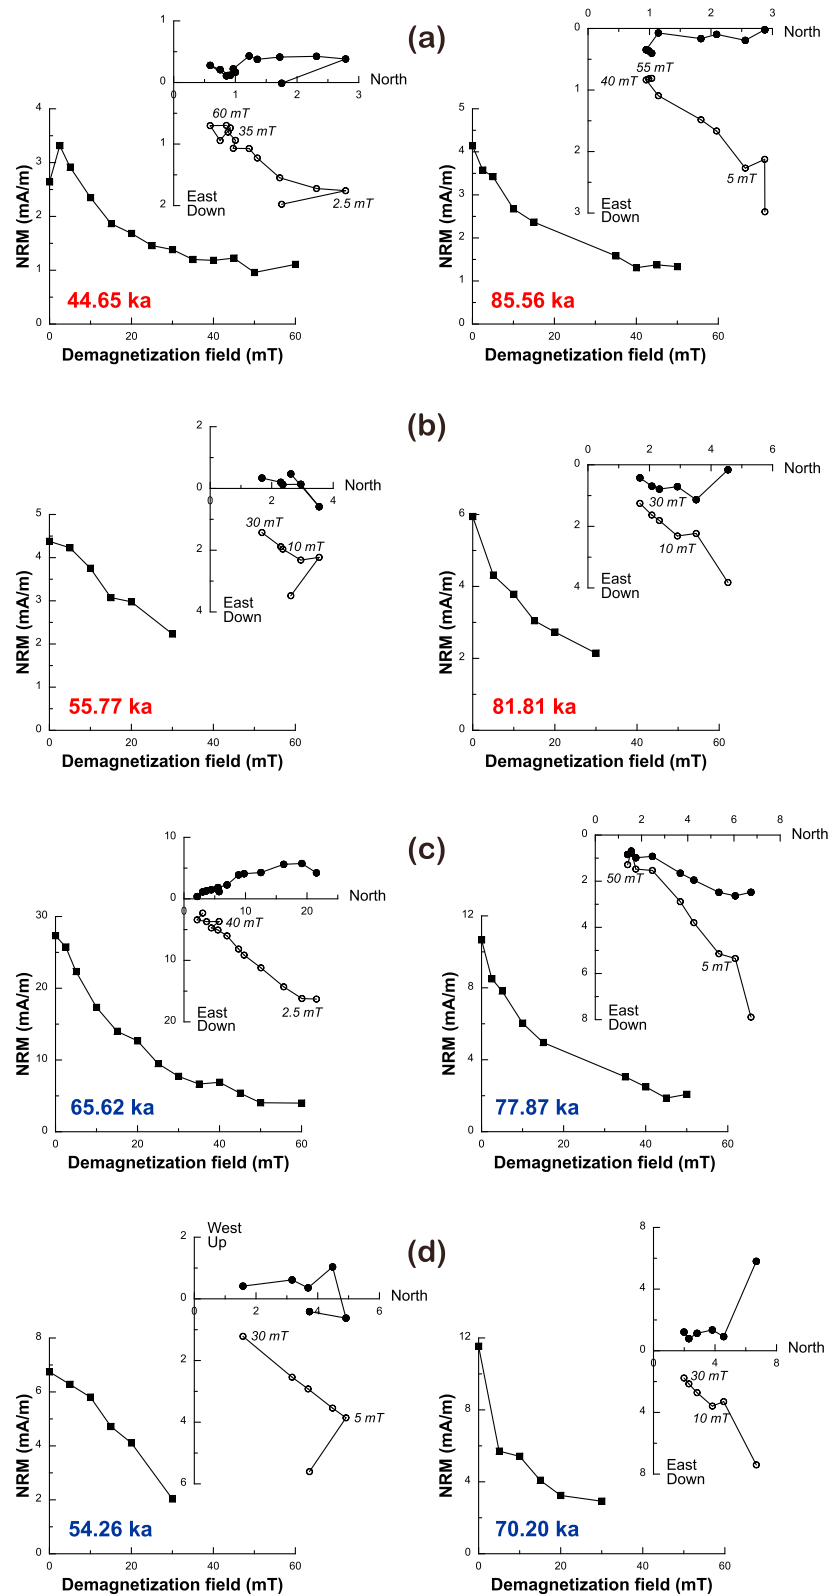 (a)
1
0
0
1
2
3
North
60 mT
35 mT
1
2
East
Down
2.5 mT
4
3
2
1
0
NRM (mA/m)
44.65 ka
0
20
40
60
Demagnetization field (mT)
0
1
2
3
North
0
1
2
3
55 mT
40 mT
5 mT
East
Down
5
4
3
2
1
0
NRM (mA/m)
85.56 ka
0
20
40
60
Demagnetization field (mT)
(b)
2
0
0
2
4
North
30 mT
10 mT
2
4
East
Down
5
4
3
2
1
0
NRM (mA/m)
55.77 ka
0
20
40
60
Demagnetization field (mT)
0
2
4
6
North
0
2
4
30 mT
10 mT
East
Down
6
4
2
0
NRM (mA/m)
81.81 ka
0
20
40
60
Demagnetization field (mT)
(c)
10
0
0
10
20
North
40 mT
10
20
East
Down
2.5 mT
30
20
10
0
NRM (mA/m)
65.62 ka
0
20
40
60
Demagnetization field (mT)
0
2
4
6
8
North
0
2
4
6
8
50 mT
5 mT
East
Down
12
8
4
0
NRM (mA/m)
77.87 ka
0
20
40
60
Demagnetization field (mT)
(d)
2
West
Up
0
0
2
4
6
North
30 mT
2
4
6
5 mT
East
Down
8
6
4
2
0
NRM (mA/m)
54.26 ka
0
20
40
60
Demagnetization field (mT)
8
4
0
0
4
8
North
30 mT
10 mT
4
8
East
Down
12
8
4
0
NRM (mA/m)
70.20 ka
0
20
40
60
Demagnetization field (mT)